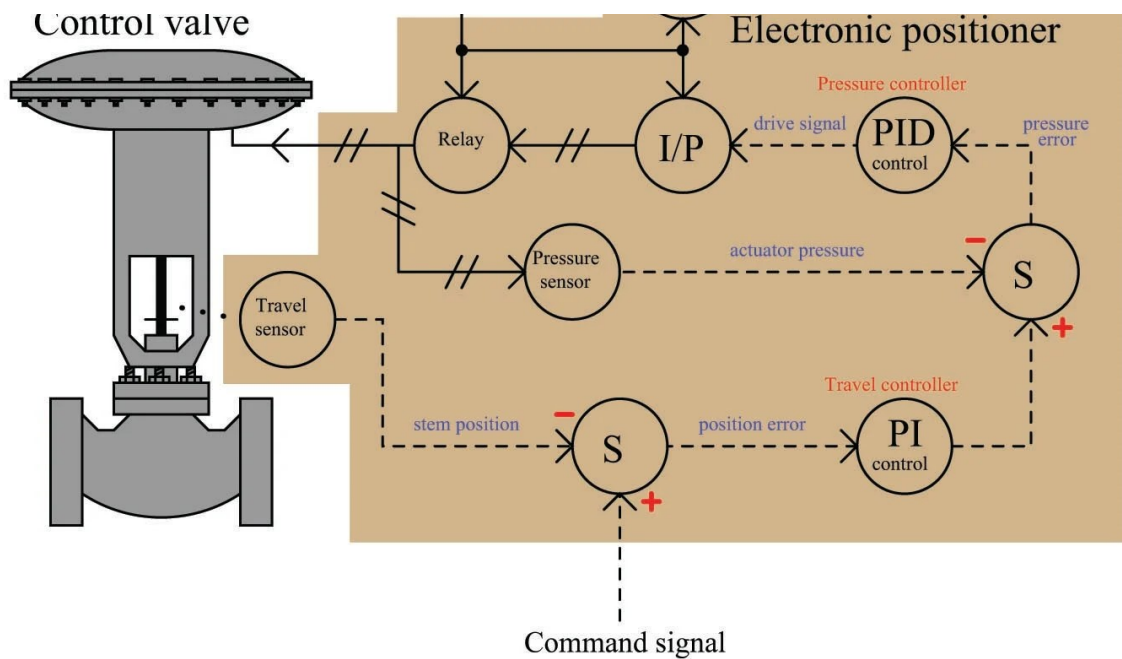 Control valve
Electronic positioner
Pressure controller
Relay
I/P
drive signal
PID
control
pressure
error
Pressure
sensor
actuator pressure
−
S
+
Travel
sensor
Travel controller
stem position
−
S
+
position error
PI
control
Command signal